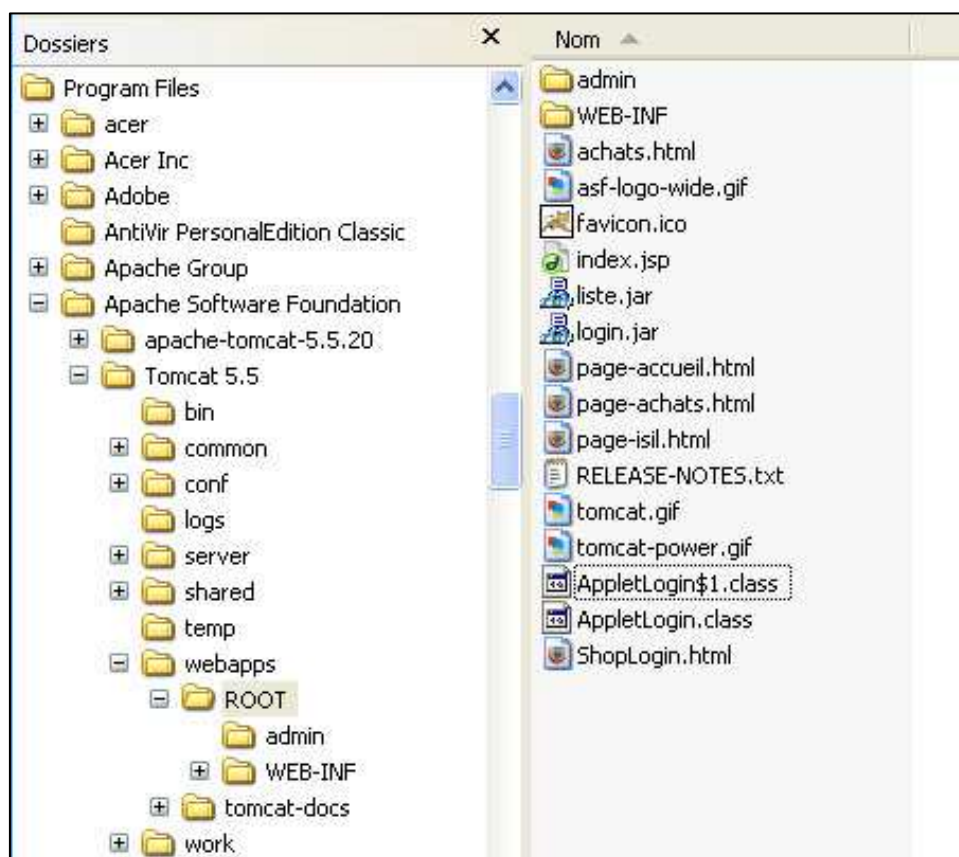 Dossiers
Program Files
acer
Acer Inc
Adobe
AntiVir PersonalEdition Classic
Apache Group
Apache Software Foundation
apache-tomcat-5.5.20
Tomcat 5.5
bin
common
conf
logs
server
shared
temp
webapps
ROOT
admin
WEB-INF
tomcat-docs
work
Nom
admin
WEB-INF
achats.html
asf-logo-wide.gif
favicon.ico
index.jsp
liste.jar
login.jar
page-accueil.html
page-achats.html
page-isil.html
RELEASE-NOTES.txt
tomcat.gif
tomcat-power.gif
AppletLogin$1.class
AppletLogin.class
ShopLogin.html